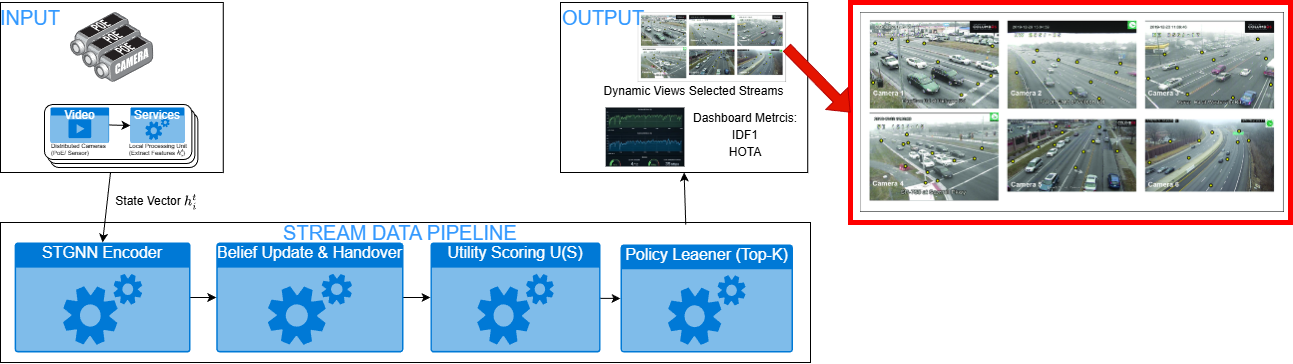 INPUT
POE
POE
POE
CAMERA
Video
Services
Distributed Cameras
(PoE/ Sensor)
Local Processing Unit
(Extract Features h_i^t)
State Vector h_i^t
OUTPUT
Dynamic Views Selected Streams
Dashboard Metrcis:
IDF1
HOTA
STREAM DATA PIPELINE
STGNN Encoder
Belief Update & Handover
Utility Scoring U(S)
Policy Leaener (Top-K)
Camera 1
Camera 3
Camera 4
Camera 5
Camera 6